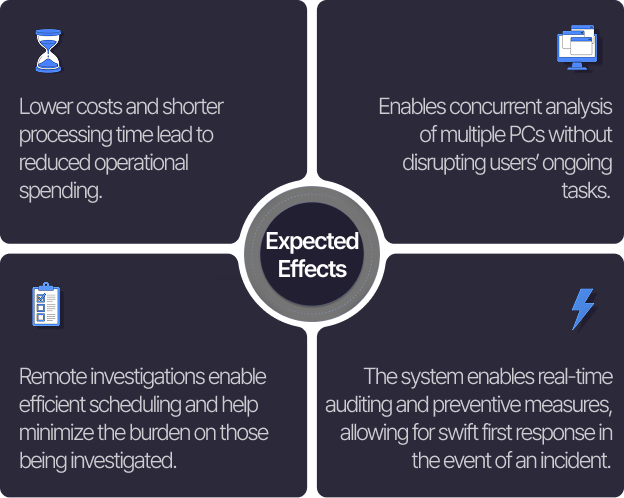 Lower costs and shorter
processing time lead to
reduced operational
spending.
Enables concurrent analysis
of multiple PCs without
disrupting users’ ongoing
tasks.
Expected
Effects
Remote investigations enable
efficient scheduling and help
minimize the burden on those
being investigated.
The system enables real-time
auditing and preventive measures,
allowing for swift first response in
the event of an incident.